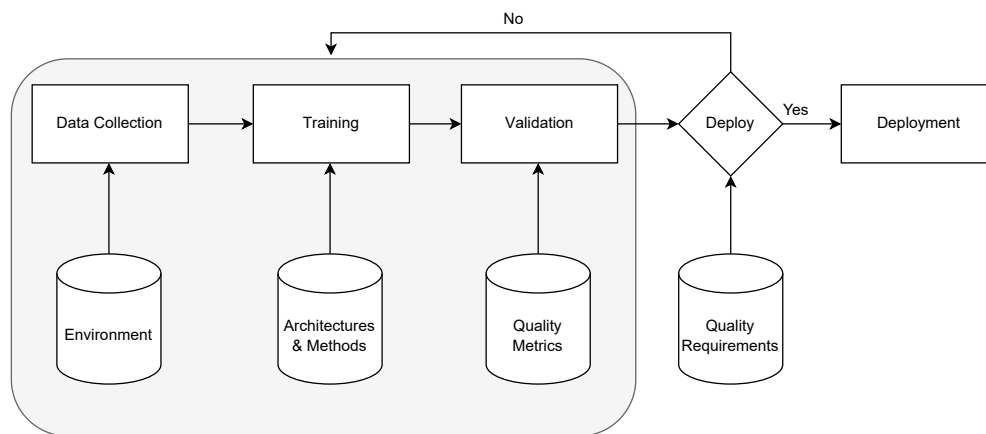 No
Data Collection
Training
Validation
Deploy
Yes
Deployment
Environment
Architectures
& Methods
Quality
Metrics
Quality
Requirements